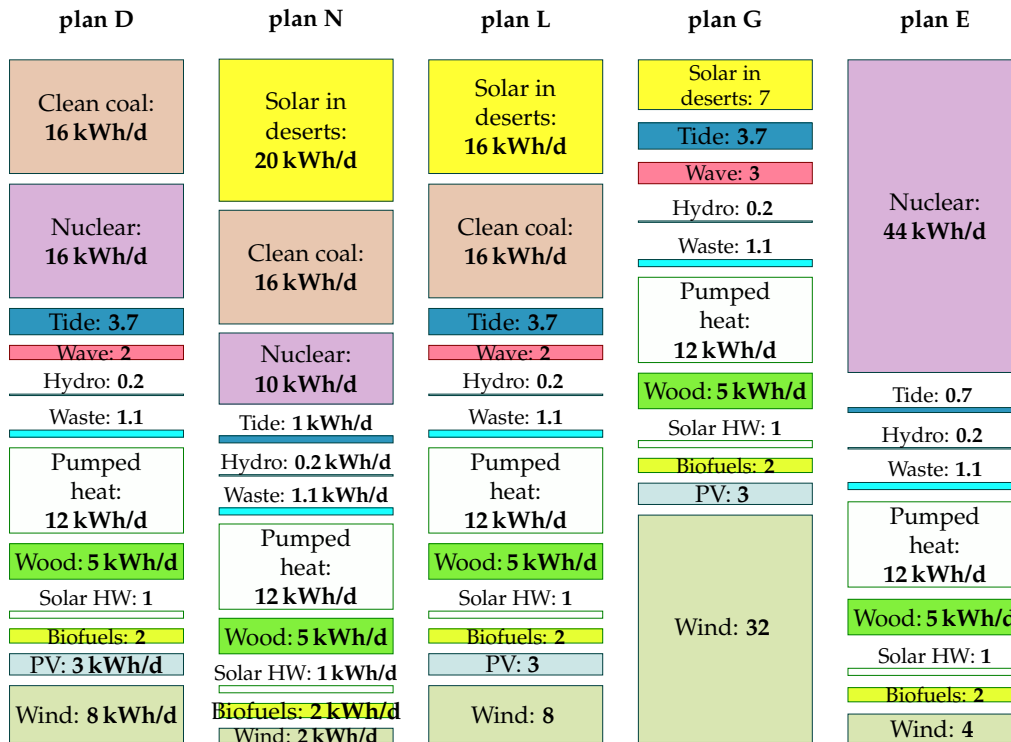 plan D
Clean coal:
16 kWh/d
Nuclear:
16 kWh/d
Tide: 3.7
Wave: 2
Hydro: 0.2
Waste: 1.1
Pumped
heat:
12 kWh/d
Wood: 5 kWh/d
Solar HW: 1
Biofuels: 2
PV: 3 kWh/d
Wind: 8 kWh/d
plan N
Solar in
deserts:
20 kWh/d
Clean coal:
16 kWh/d
Nuclear:
10 kWh/d
Tide: 1 kWh/d
Hydro: 0.2 kWh/d
Waste: 1.1 kWh/d
Pumped
heat:
12 kWh/d
Wood: 5 kWh/d
Solar HW: 1 kWh/d
Biofuels: 2 kWh/d
Wind: 2 kWh/d
plan L
Solar in
deserts:
16 kWh/d
Clean coal:
16 kWh/d
Tide: 3.7
Wave: 2
Hydro: 0.2
Waste: 1.1
Pumped
heat:
12 kWh/d
Wood: 5 kWh/d
Solar HW: 1
Biofuels: 2
PV: 3
Wind: 8
plan G
Solar in
deserts: 7
Tide: 3.7
Wave: 3
Hydro: 0.2
Waste: 1.1
Pumped
heat:
12 kWh/d
Wood: 5 kWh/d
Solar HW: 1
Biofuels: 2
PV: 3
Wind: 32
plan E
Nuclear:
44 kWh/d
Tide: 0.7
Hydro: 0.2
Waste: 1.1
Pumped
heat:
12 kWh/d
Wood: 5 kWh/d
Solar HW: 1
Biofuels: 2
Wind: 4